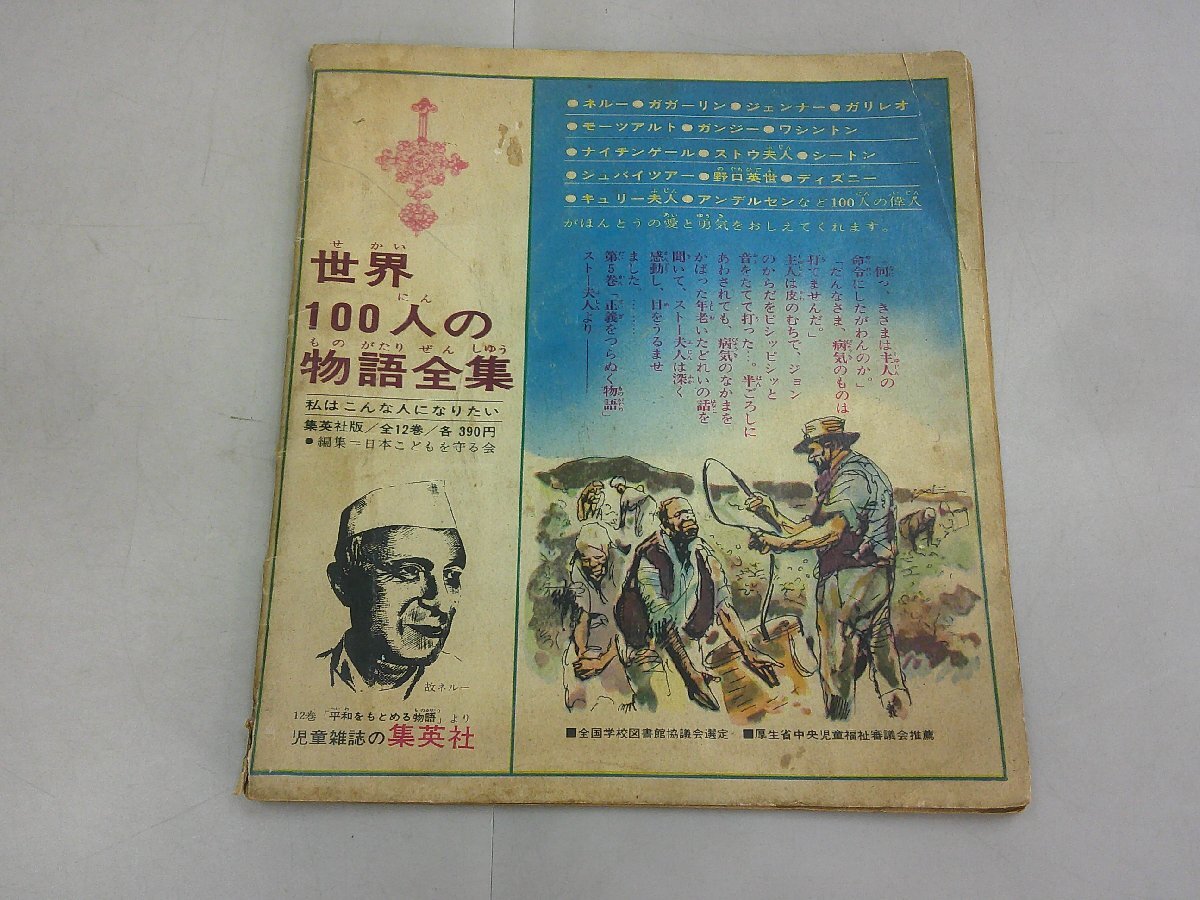 世界
100人の
物語全集
せかい
にん
ものがたりぜんしゅう
私はこんな人になりたい
集英社版/全12巻/各390円
●編集=日本こどもを守る会
故ネルー
12巻「平和をもとめる物語」より
児童雑誌の集英社
●ネルー●ガガーリン●ジェンナー●ガリレオ
●モーツアルト●ガンジー●ワシントン
●ナイチンゲール●ストウ夫人●シートン
●シュバイツアー●野口英世●ディズニー
●キュリー夫人●アンデルセンなど100人の偉人
がほんとうの愛と勇気をおしえてくれます。
「何っ、きさまは主人の
命令にしたがわんのか。」
「だんなさま、病気のものは
打てませんだ。」
主人は皮のむちで、ジョン
のからだをピシッピシッと
音をたてて打った…。半ごろしに
あわされても、病気のなかまを
かばった年老いたどれいの話を
聞いて、ストー夫人は深く
感動し、目をうるませ
ました。
第5巻「正義をつらぬく物語」
ストー夫人より
■全国学校図書館協議会選定 ■厚生省中央児童福祉審議会推薦